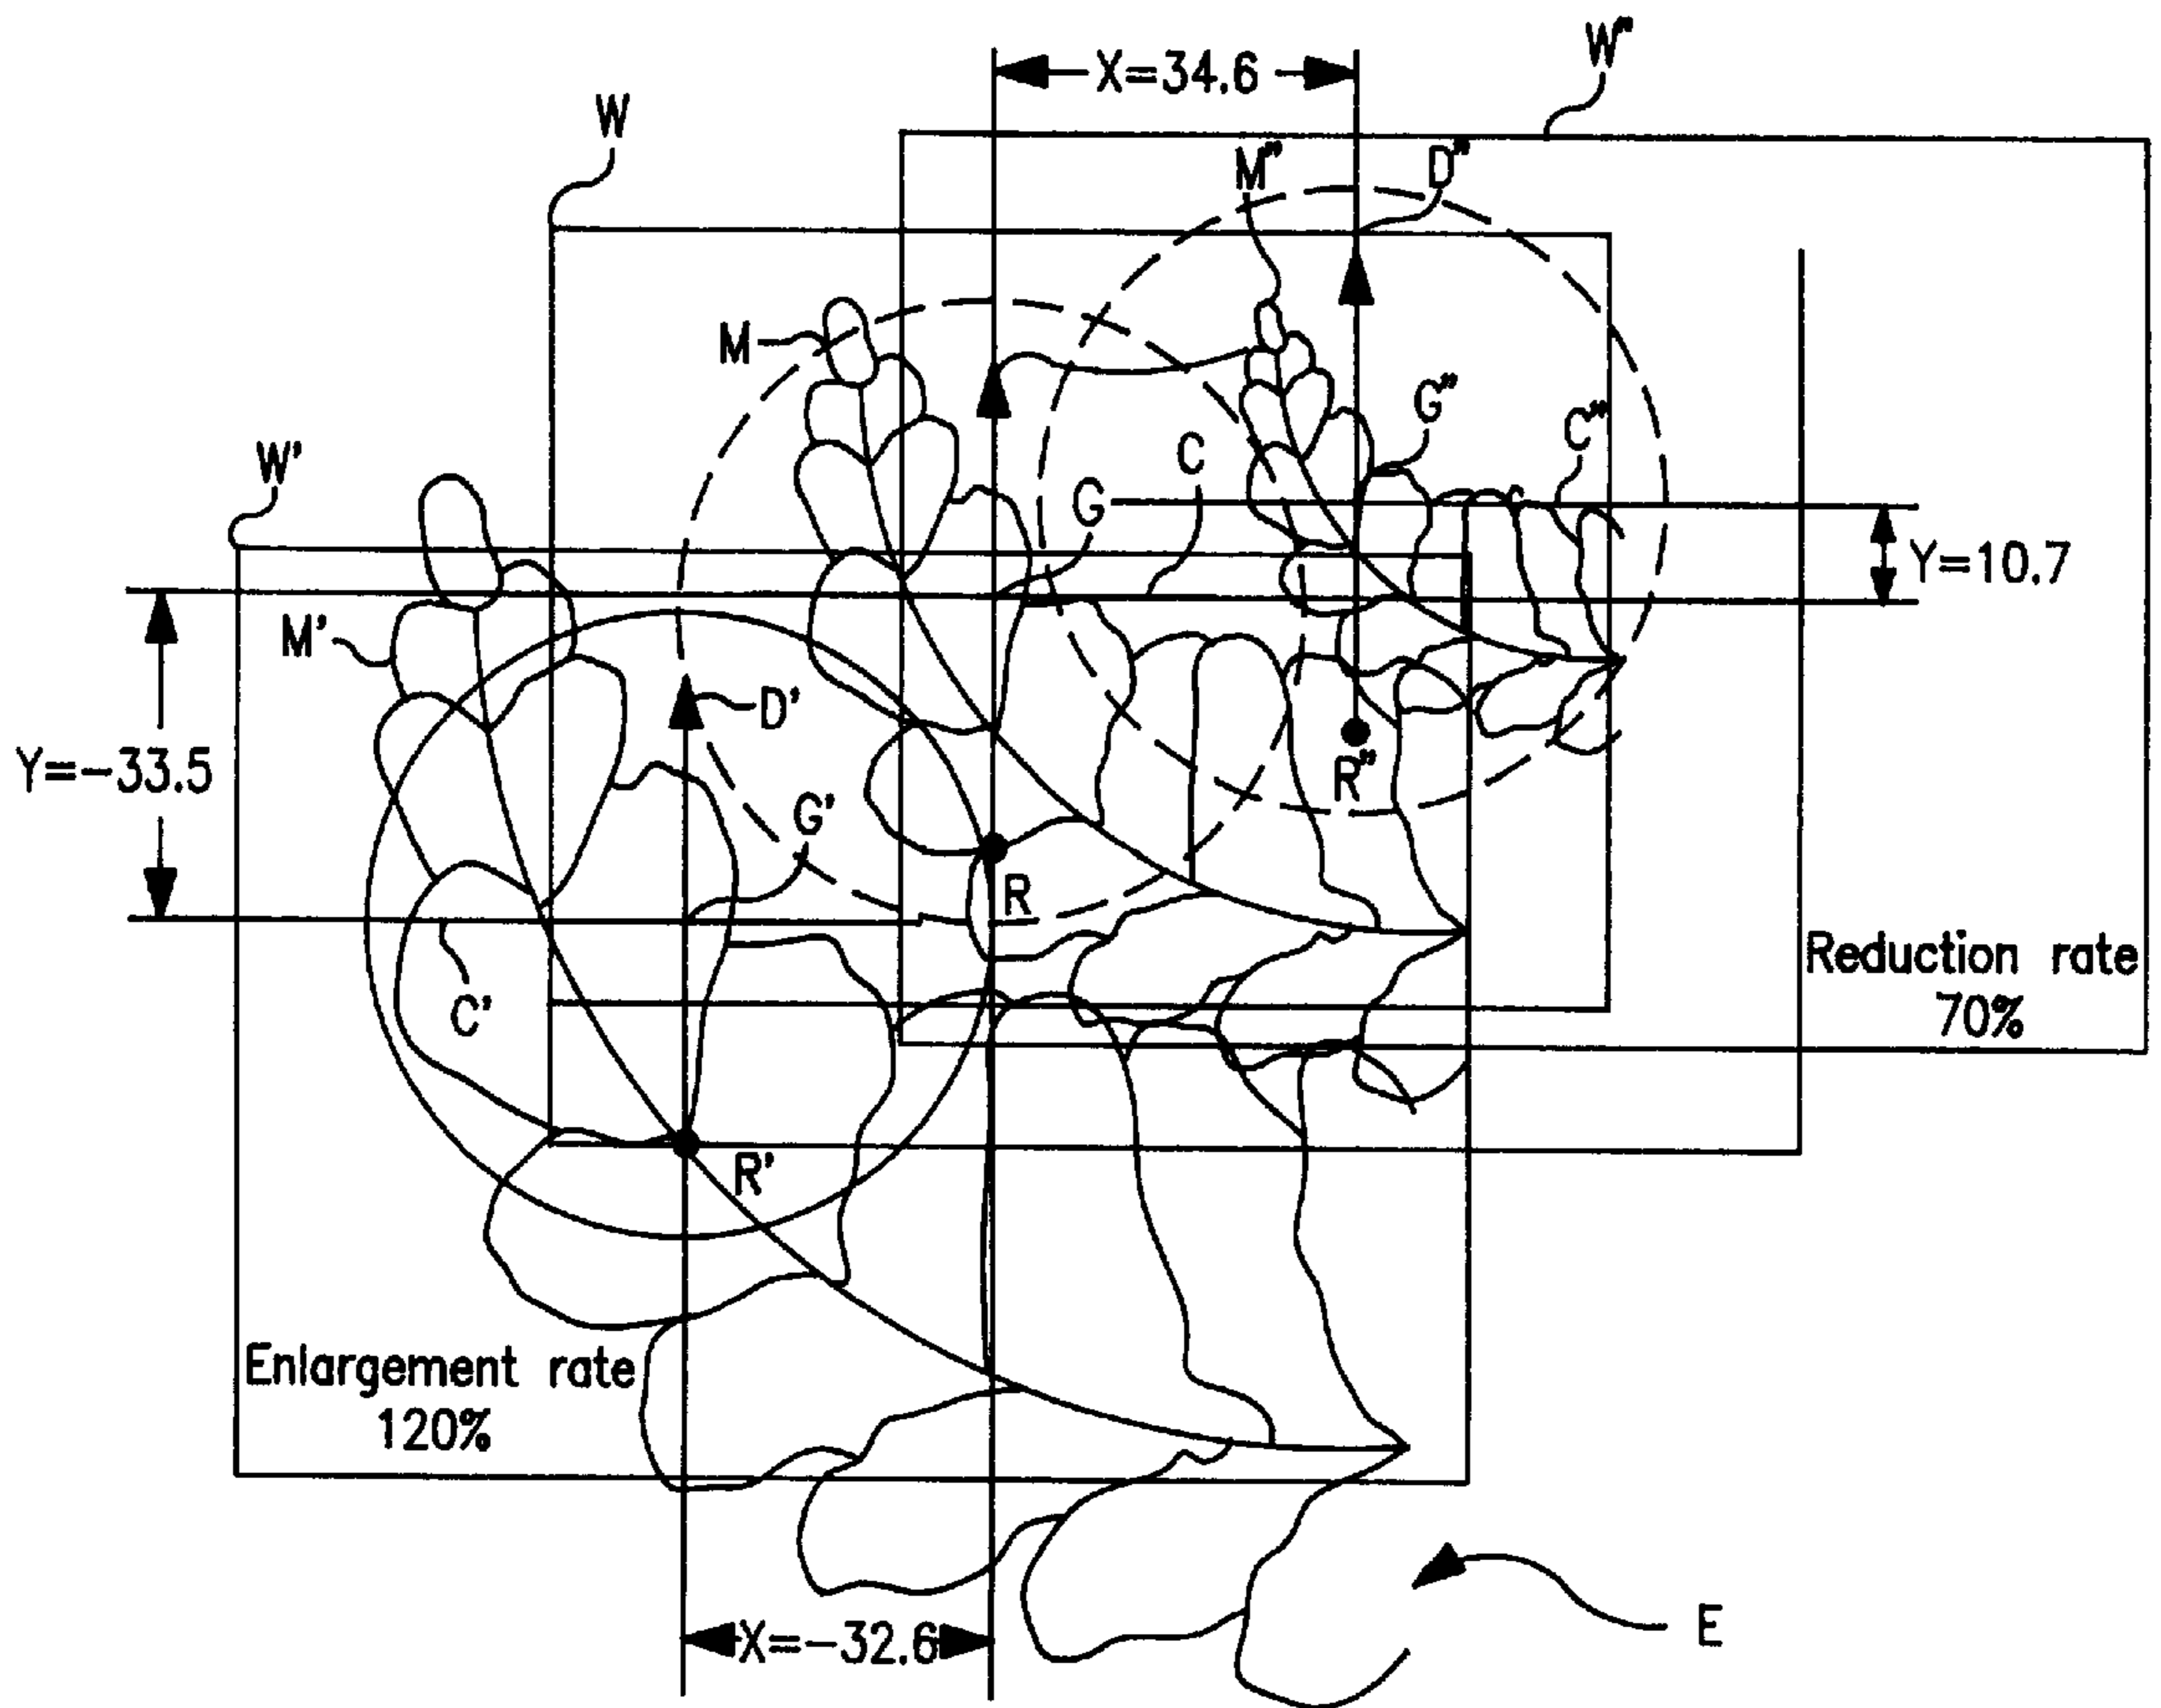 W"
X=34.6
W
M"
D"
M
G"
C"
C
W'
G
Y=10.7
M'
D'
Y=-33.5
R"
G'
R
Reduction rate
70%
C'
R'
Enlargement rate
120%
E
X=-32.6